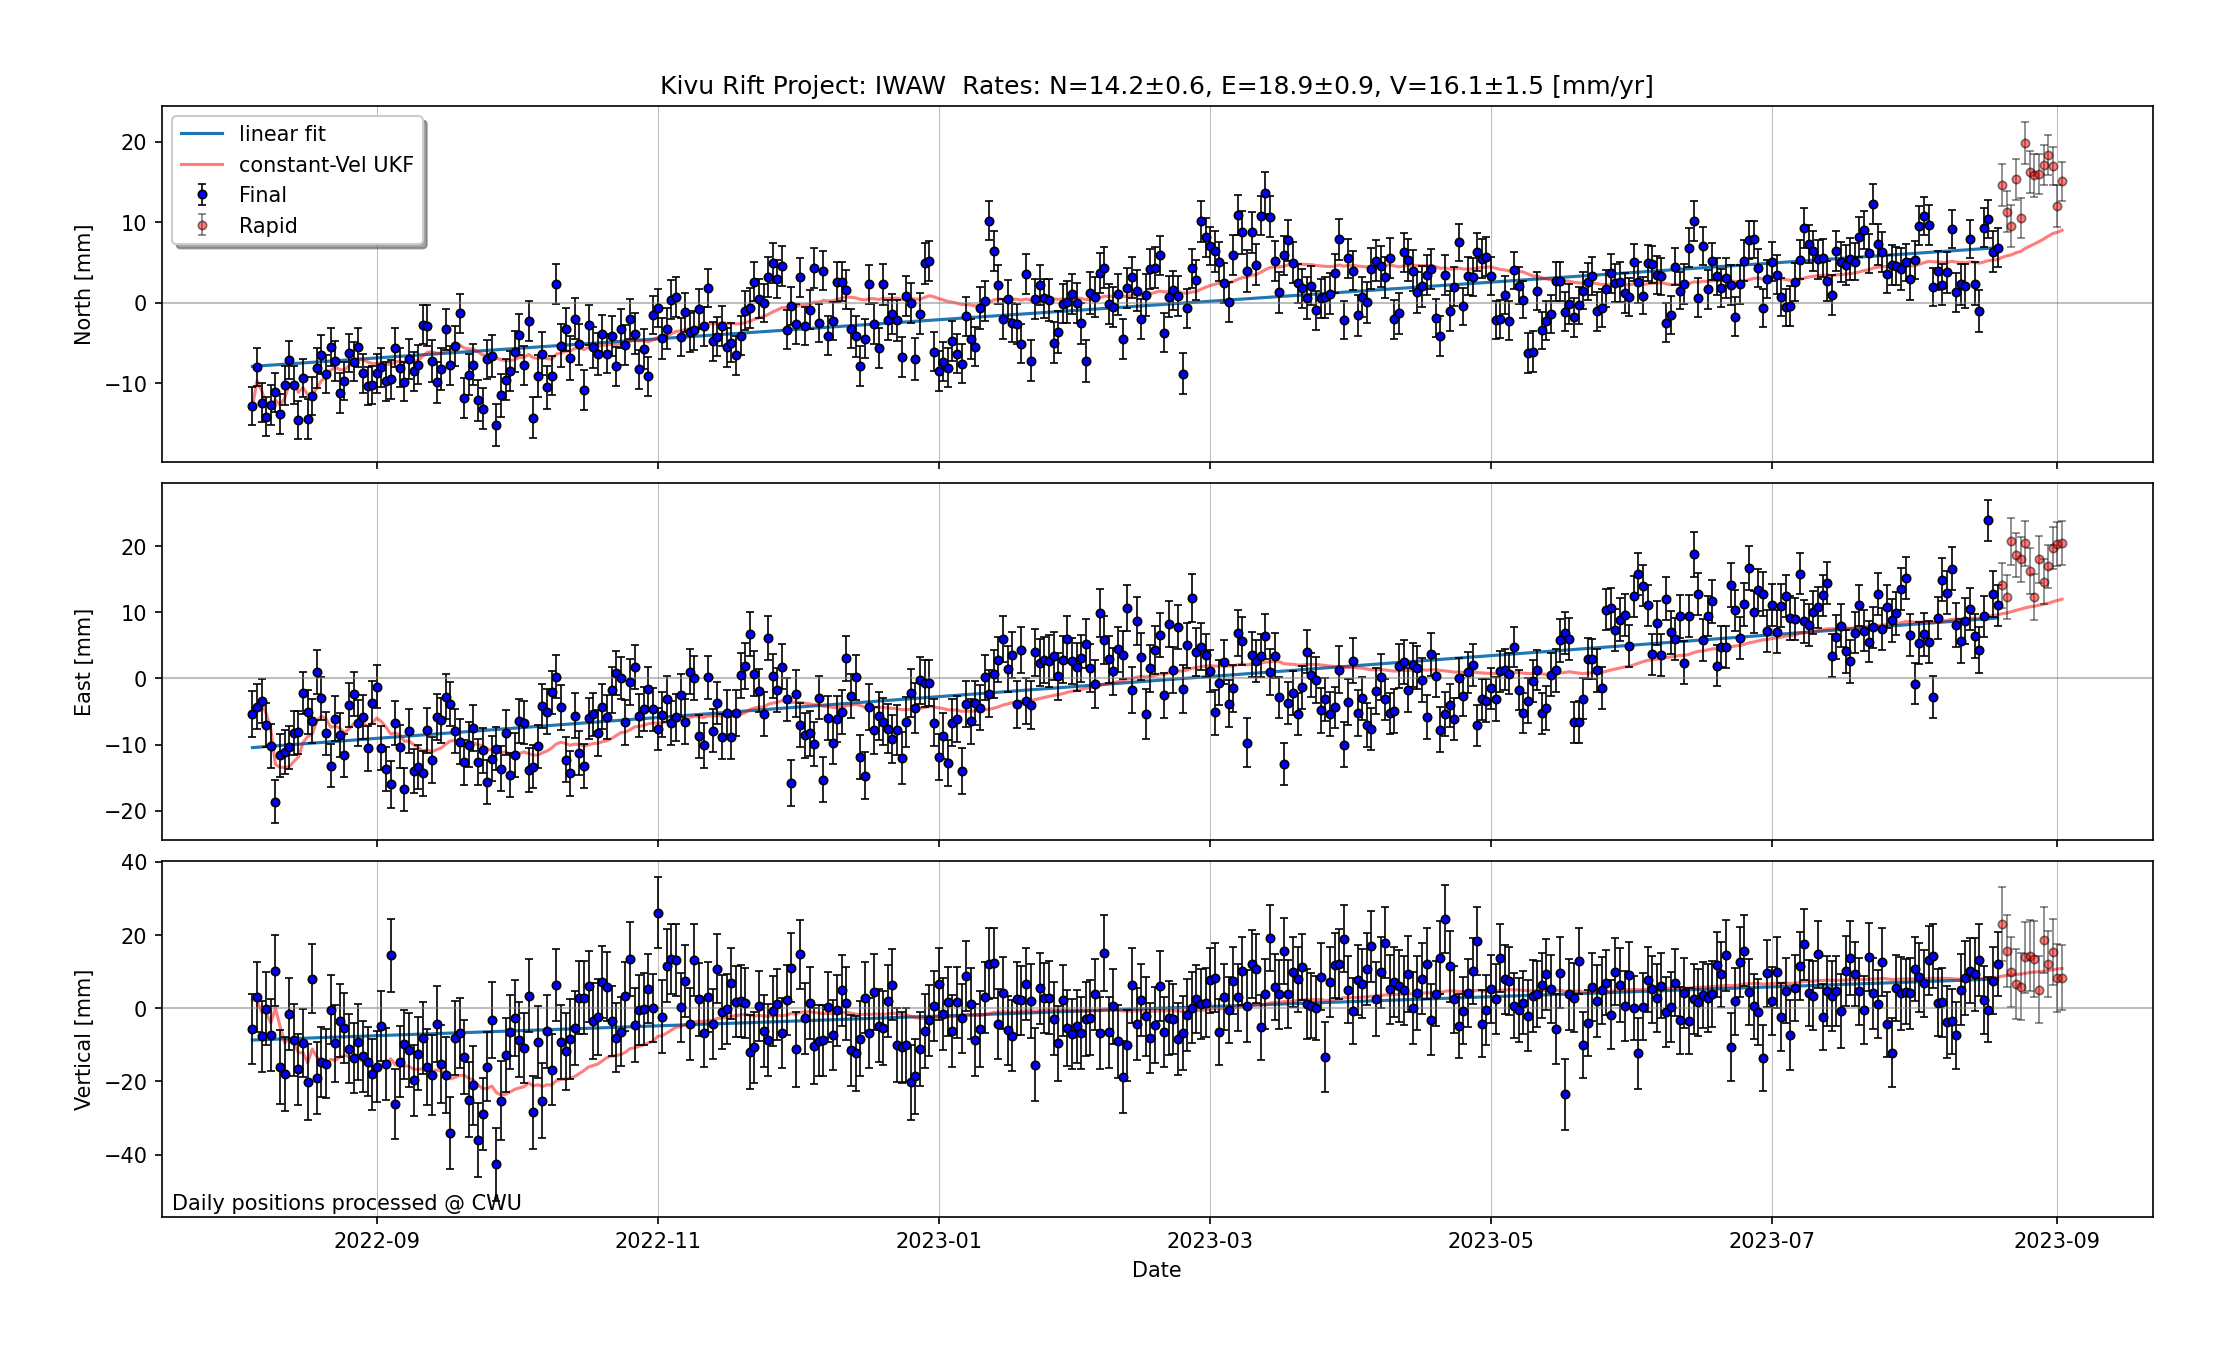 Kivu Rift Project: IWAW  Rates: N=14.2±0.6, E=18.9±0.9, V=16.1±1.5 [mm/yr]
linear fit
constant-Vel UKF
Final
Rapid
North [mm]
20
10
0
−10
East [mm]
20
10
0
−10
−20
Vertical [mm]
40
20
0
−20
−40
Daily positions processed @ CWU
2022-09 2022-11 2023-01 2023-03 2023-05 2023-07 2023-09
Date